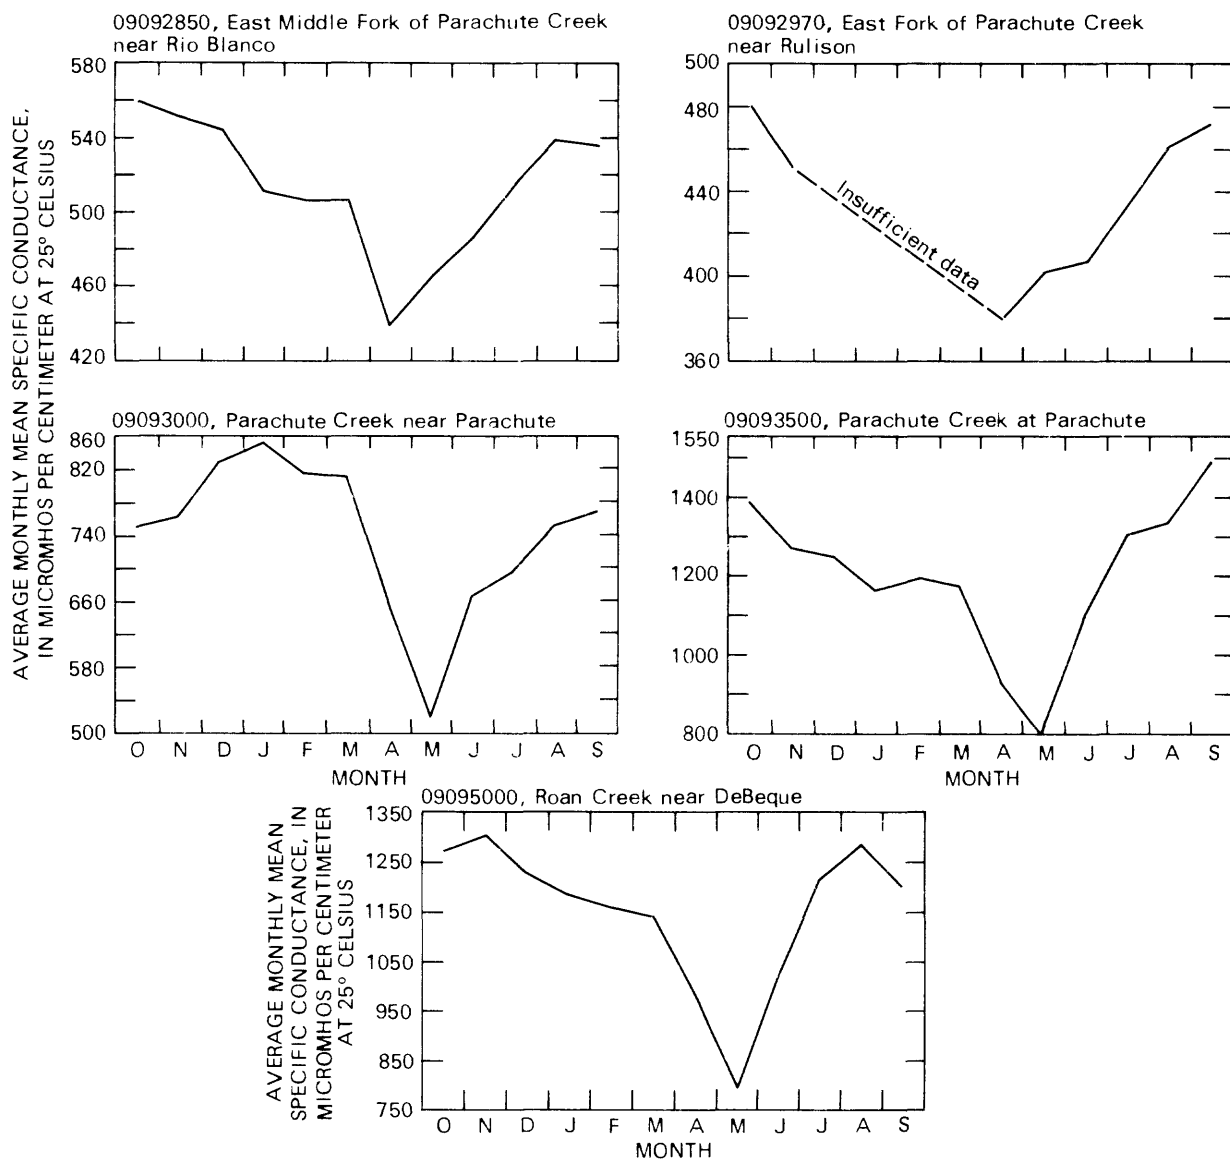 09092850, East Middle Fork of Parachute Creek
near Rio Blanco
580
540
500
460
420
09092970, East Fork of Parachute Creek
near Rulison
500
480
440
400
360
Insufficient data
AVERAGE MONTHLY MEAN SPECIFIC CONDUCTANCE,
IN MICROMHOS PER CENTIMETER AT 25° CELSIUS
09093000, Parachute Creek near Parachute
860
820
740
660
580
500
O N D J F M A M J J A S
MONTH
09093500, Parachute Creek at Parachute
1550
1400
1200
1000
800
O N D J F M A M J J A S
MONTH
09095000, Roan Creek near DeBeque
AVERAGE MONTHLY MEAN
SPECIFIC CONDUCTANCE, IN
MICROMHOS PER CENTIMETER
AT 25° CELSIUS
1350
1250
1150
1050
950
850
750
O N D J F M A M J J A S
MONTH